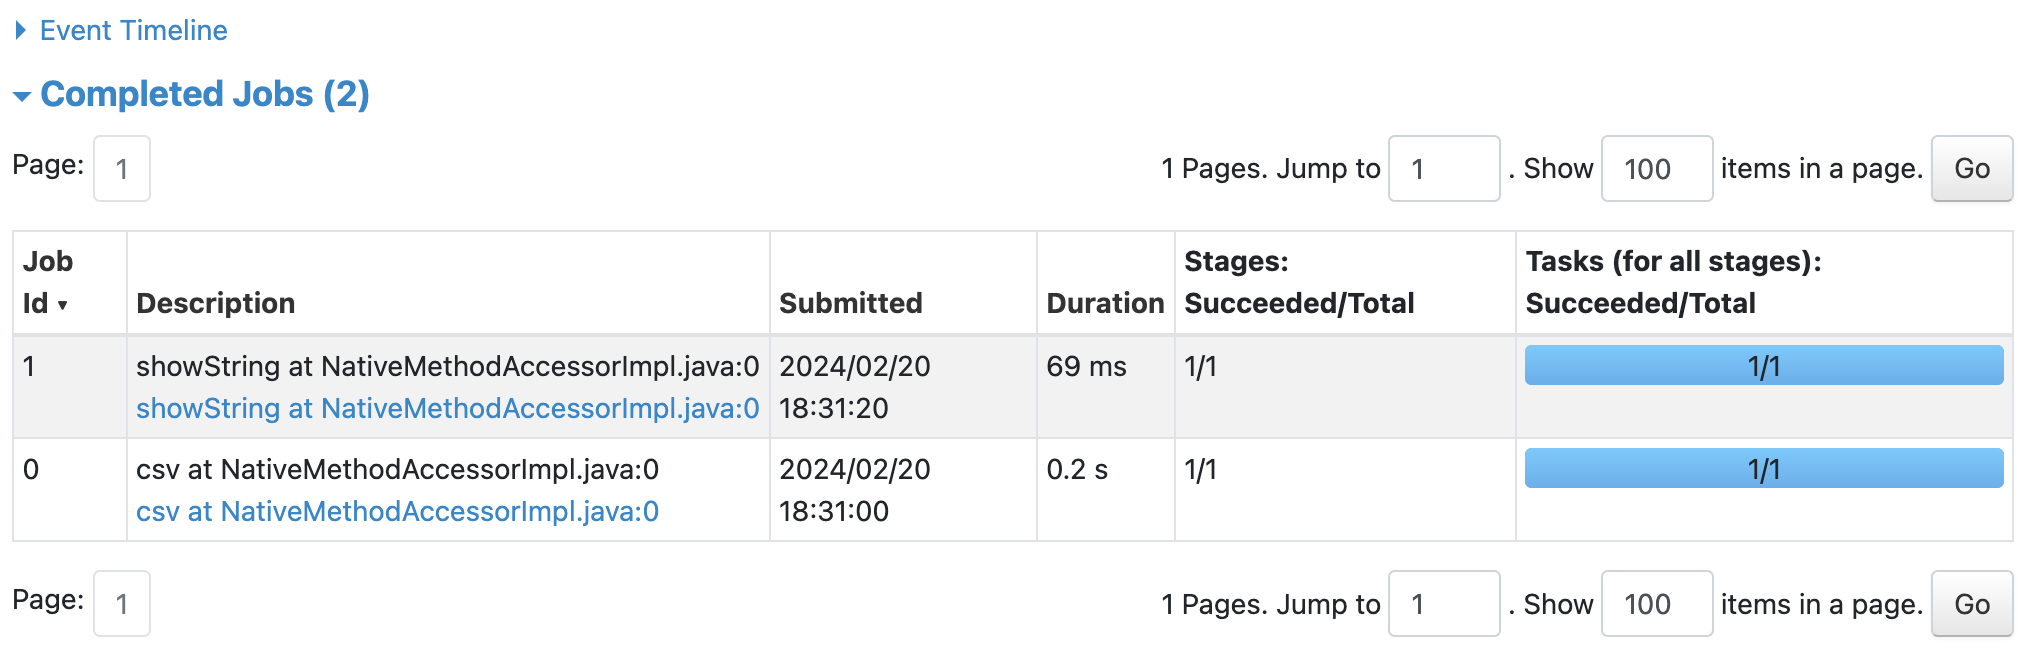 Event Timeline
Completed Jobs (2)
Page: 1 1 Pages. Jump to 1 . Show 100 items in a page. Go
Job Id ▾ Description Submitted Duration Stages: Succeeded/Total Tasks (for all stages): Succeeded/Total
1 showString at NativeMethodAccessorImpl.java:0 2024/02/20 69 ms 1/1 1/1
showString at NativeMethodAccessorImpl.java:0 18:31:20
0 csv at NativeMethodAccessorImpl.java:0 2024/02/20 0.2 s 1/1 1/1
csv at NativeMethodAccessorImpl.java:0 18:31:00
Page: 1 1 Pages. Jump to 1 . Show 100 items in a page. Go